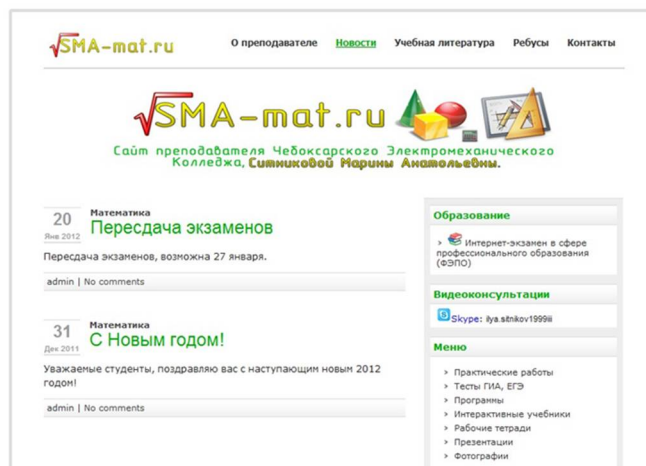 √SMA-mat.ru
О преподавателе Новости Учебная литература Ребусы Контакты
√SMA-mat.ru
Сайт преподавателя Чебоксарского Электромеханического
Колледжа, Ситниковой Марины Анатольевны.
20
Янв 2012
Математика
Пересдача экзаменов
Пересдача экзаменов, возможна 27 января.
admin | No comments
31
Дек 2011
Математика
С Новым годом!
Уважаемые студенты, поздравляю вас с наступающим новым 2012
годом!
admin | No comments
Образование
› Интернет-экзамен в сфере
профессионального образования
(ФЭПО)
Видеоконсультации
Skype: ilya.sitnikov1999iii
Меню
› Практические работы
› Тесты ГИА, ЕГЭ
› Программы
› Интерактивные учебники
› Рабочие тетради
› Презентации
› Фотографии